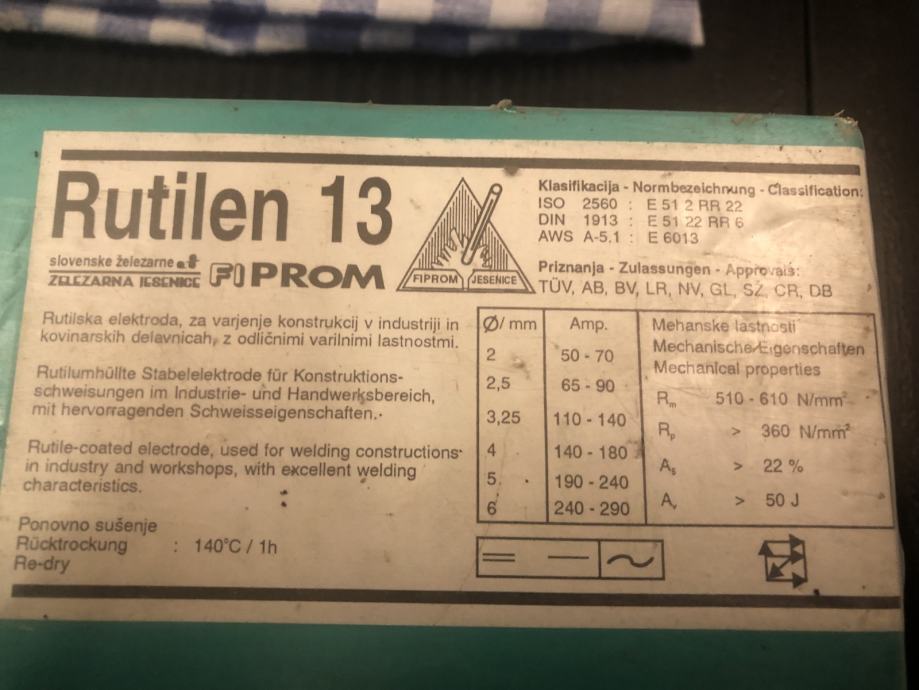 Rutilen 13
slovenske železarne
ŽELEZARNA JESENICE
FIPROM
FIPROM JESENICE
Klasifikacija - Normbezeichnung - Classification:
ISO 2560 : E 51 2 RR 22
DIN 1913 : E 51 22 RR 6
AWS A-5.1 : E 6013
Priznanja - Zulassungen - Approvals:
TÜV, AB, BV, LR, NV, GL, SŽ, CR, DB
Rutilska elektroda, za varjenje konstrukcij v industriji in
kovinarskih delavnicah, z odličnimi varilnimi lastnostmi.
Rutilumhüllte Stabelektrode für Konstruktions-
schweisungen im Industrie- und Handwerksbereich,
mit hervorragenden Schweisseigenschaften.
Rutile-coated electrode, used for welding constructions
in industry and workshops, with excellent welding
characteristics.
Ponovno sušenje
Rücktrockung : 140°C / 1h
Re-dry
Ø/ mm Amp.
2 50 - 70
2,5 65 - 90
3,25 110 - 140
4 140 - 180
5 190 - 240
6 240 - 290
Mehanske lastnosti
Mechanische Eigenschaften
Mechanical properties
Rm 510 - 610 N/mm²
Rp > 360 N/mm²
A5 > 22 %
Av > 50 J